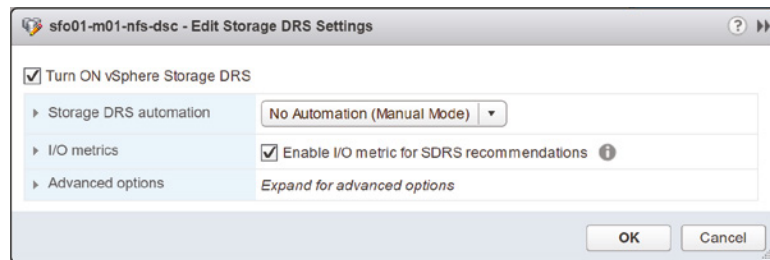 sfo01-m01-nfs-dsc - Edit Storage DRS Settings
Turn ON vSphere Storage DRS
Storage DRS automation
No Automation (Manual Mode)
I/O metrics
Enable I/O metric for SDRS recommendations
Advanced options
Expand for advanced options
OK
Cancel